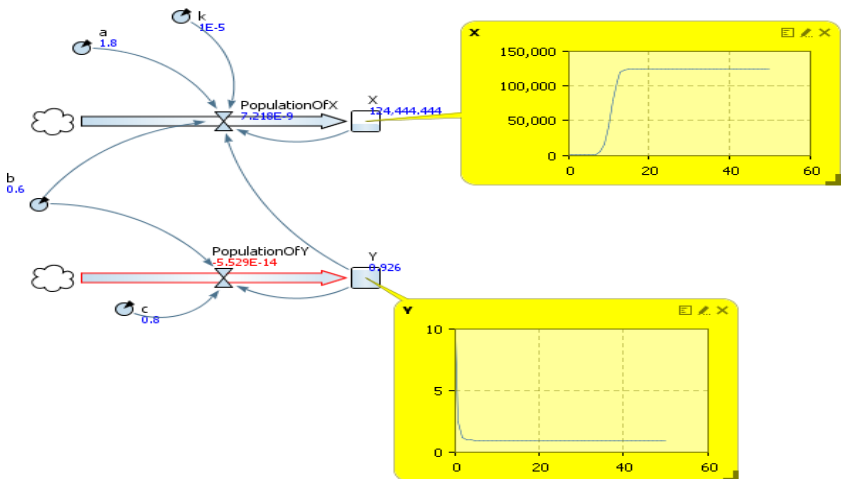 k
1E-5
a
1.8
PopulationOfX
7.218E-9
X
124,444.444
b
0.6
PopulationOfY
-5.529E-14
Y
0.926
c
0.8
X
150,000
100,000
50,000
0
0
20
40
60
Y
10
5
0
0
20
40
60